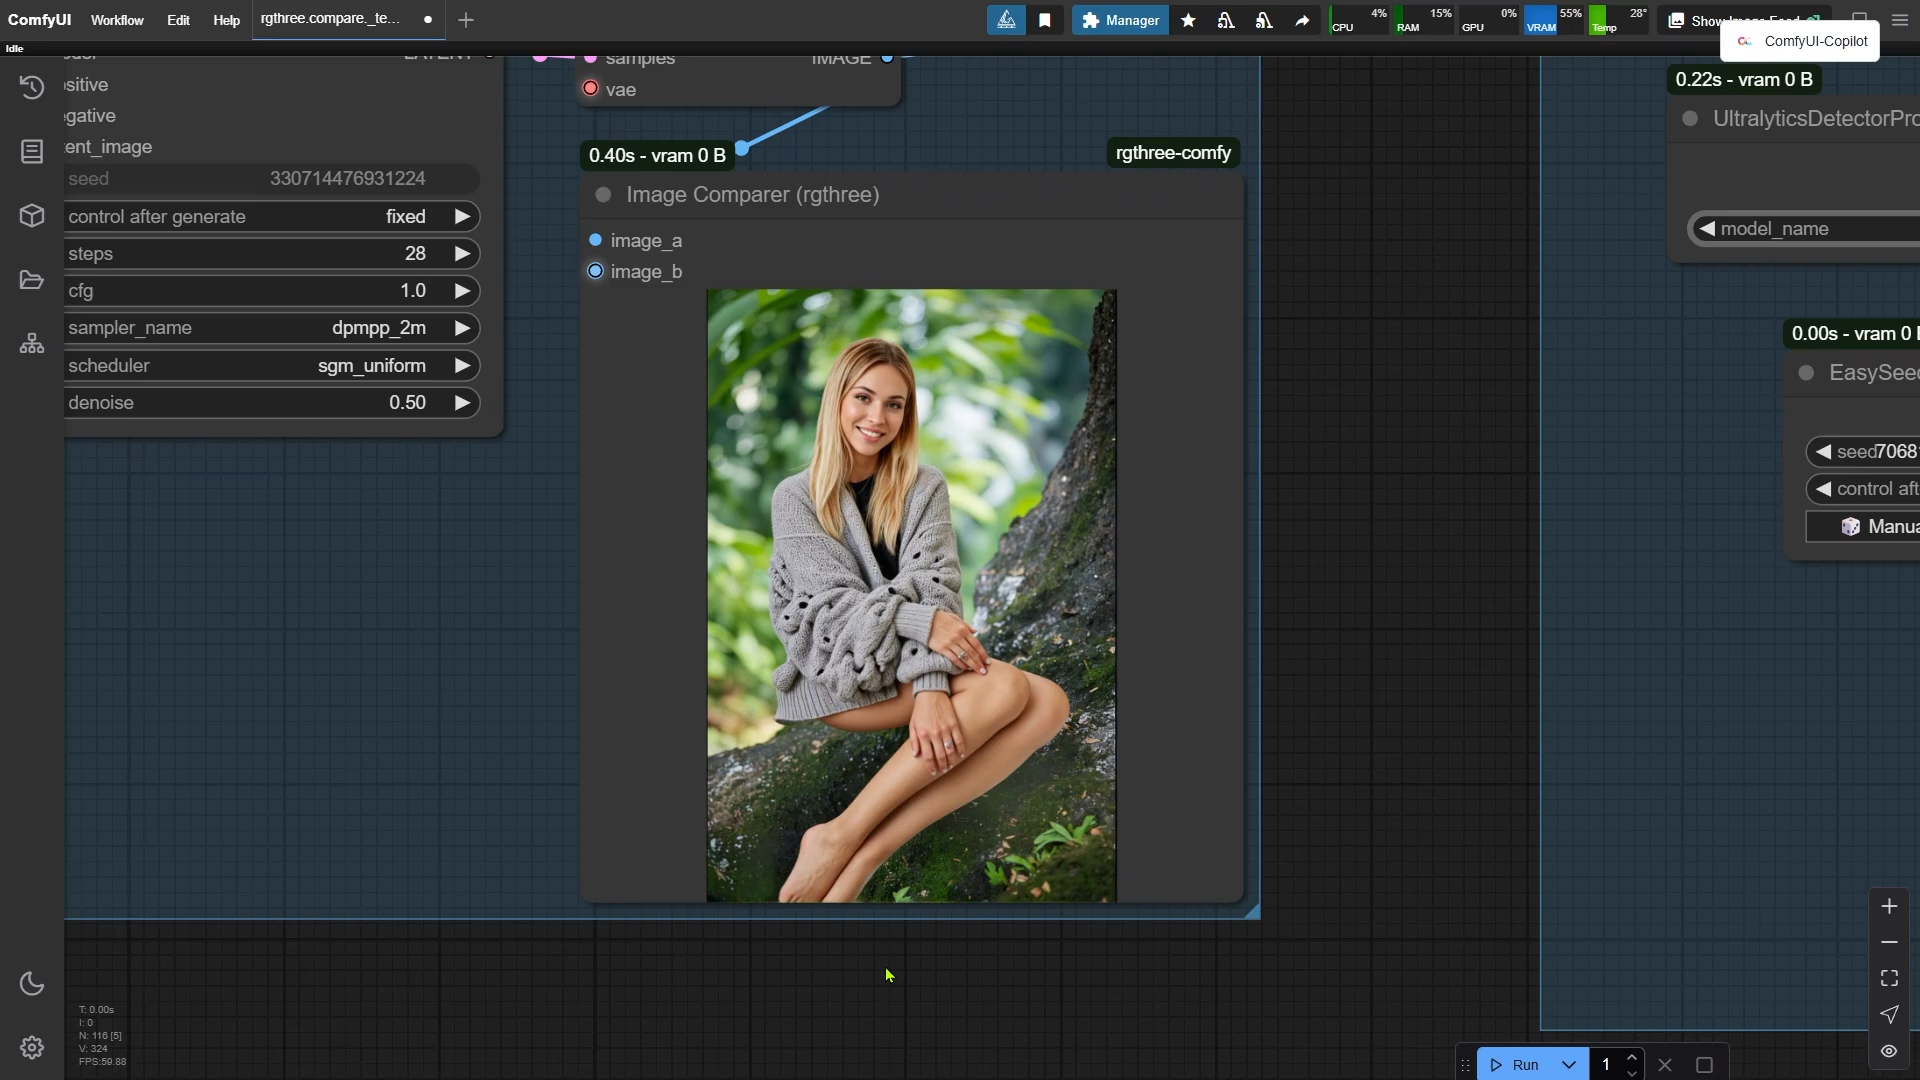 ComfyUI Workflow Edit Help rgthree.compare._te... Manager CPU 4% RAM 15% GPU 0% VRAM 55% Temp 28°
Idle
ComfyUI-Copilot
samples IMAGE
vae
sitive
gative
ent_image
seed 330714476931224
control after generate fixed
steps 28
cfg 1.0
sampler_name dpmpp_2m
scheduler sgm_uniform
denoise 0.50
0.40s - vram 0 B
rgthree-comfy
Image Comparer (rgthree)
image_a
image_b
0.22s - vram 0 B
UltralyticsDetectorPro
model_name
0.00s - vram 0
EasySee
seed 7068
control aft
Manua
T: 0.00s
I: 0
N: 116 [5]
V: 324
FPS:59.88
Run 1